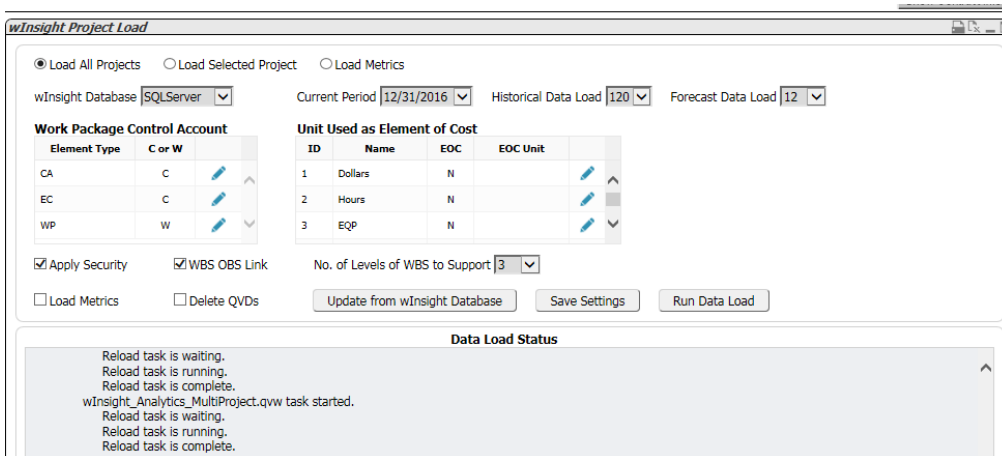 wInsight Project Load
Load All Projects Load Selected Project Load Metrics
wInsight Database SQLServer Current Period 12/31/2016 Historical Data Load 120 Forecast Data Load 12
Work Package Control Account Unit Used as Element of Cost
Element Type C or W ID Name EOC EOC Unit
CA C 1 Dollars N
EC C 2 Hours N
WP W 3 EQP N
Apply Security WBS OBS Link No. of Levels of WBS to Support 3
Load Metrics Delete QVDs Update from wInsight Database Save Settings Run Data Load
Data Load Status
Reload task is waiting.
Reload task is running.
Reload task is complete.
wInsight_Analytics_MultiProject.qvw task started.
Reload task is waiting.
Reload task is running.
Reload task is complete.